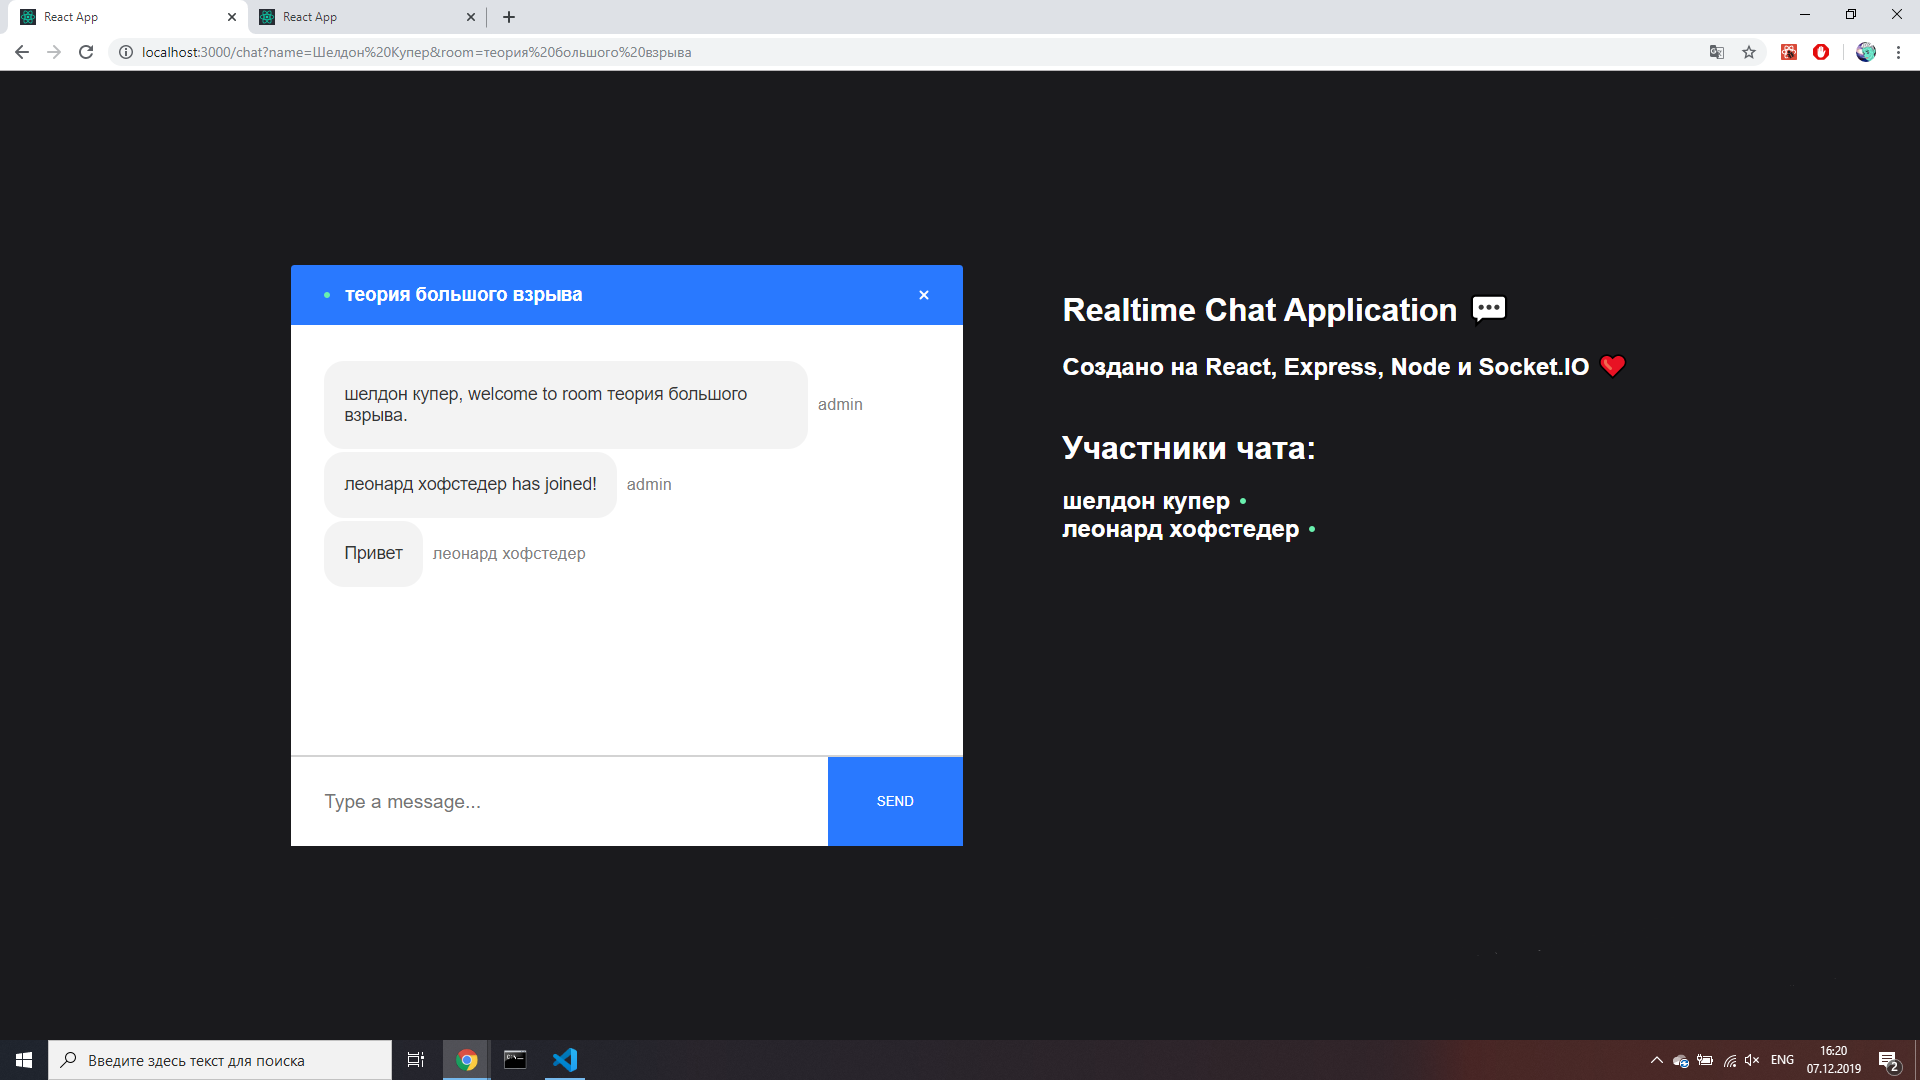 React App
React App
localhost:3000/chat?name=Шелдон%20Купер&room=теория%20большого%20взрыва
теория большого взрыва
шелдон купер, welcome to room теория большого
взрыва.
admin
леонард хофстедер has joined!
admin
Привет
леонард хофстедер
Type a message...
SEND
Realtime Chat Application
Создано на React, Express, Node и Socket.IO
Участники чата:
шелдон купер
леонард хофстедер
Введите здесь текст для поиска
ENG
16:20
07.12.2019
2